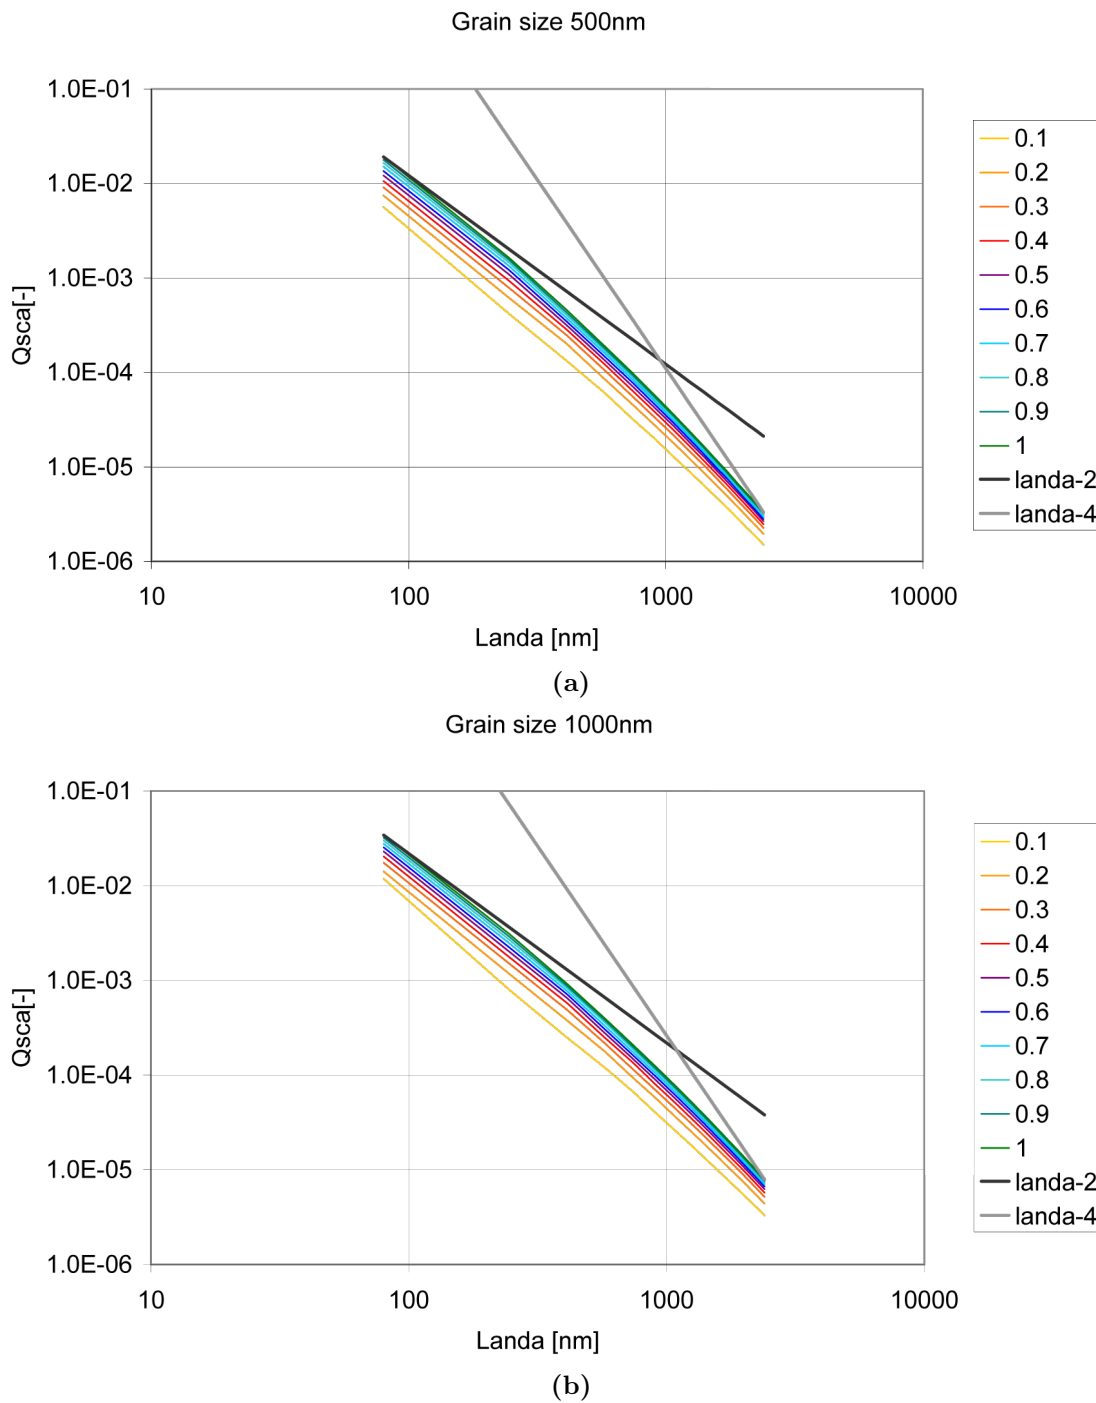 Grain size 500nm
1.0E-01
1.0E-02
1.0E-03
1.0E-04
1.0E-05
1.0E-06
Qsca[-]
10 100 1000 10000
Landa [nm]
0.1
0.2
0.3
0.4
0.5
0.6
0.7
0.8
0.9
1
landa-2
landa-4
(a)
Grain size 1000nm
1.0E-01
1.0E-02
1.0E-03
1.0E-04
1.0E-05
1.0E-06
Qsca[-]
10 100 1000 10000
Landa [nm]
0.1
0.2
0.3
0.4
0.5
0.6
0.7
0.8
0.9
1
landa-2
landa-4
(b)